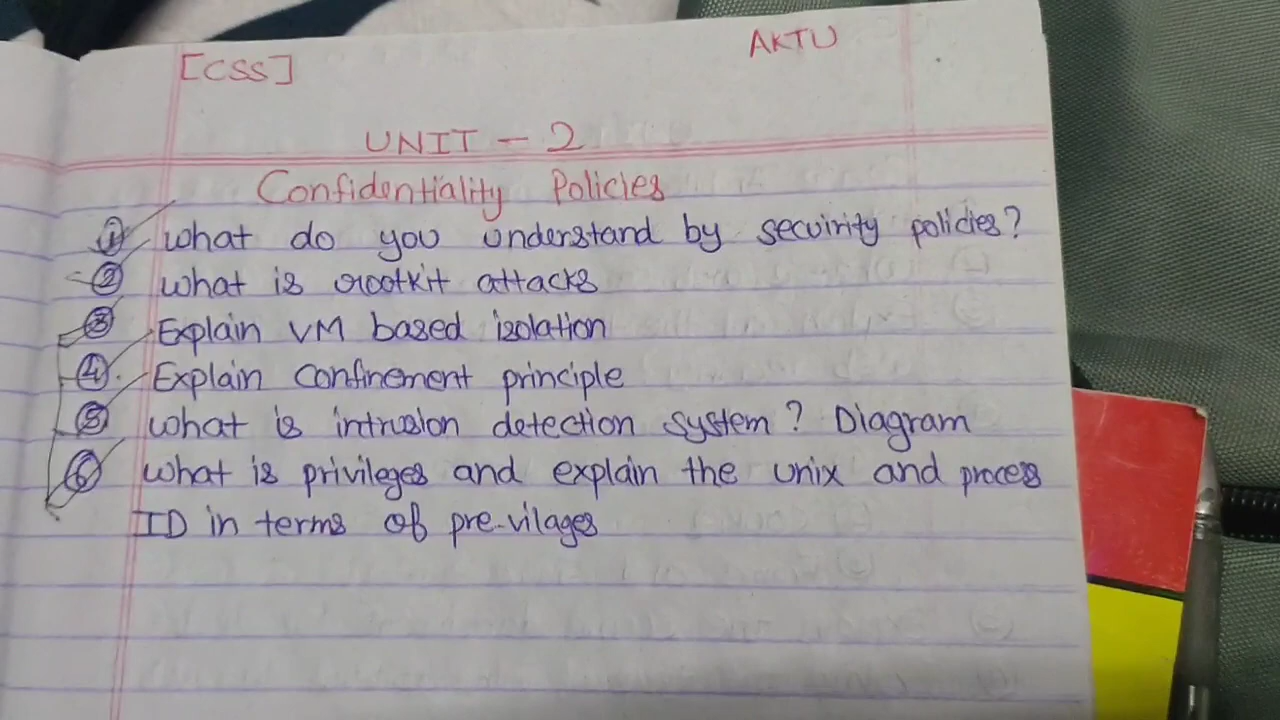 [CSS]
AKTU
UNIT - 2
Confidentiality Policies
① what do you understand by secuirity policies?
② what is rootkit attacks
③ Explain VM based isolation
④ Explain confinement principle
⑤ what is intrusion detection system? Diagram
⑥ what is privileges and explain the unix and process
ID in terms of pre-vilages